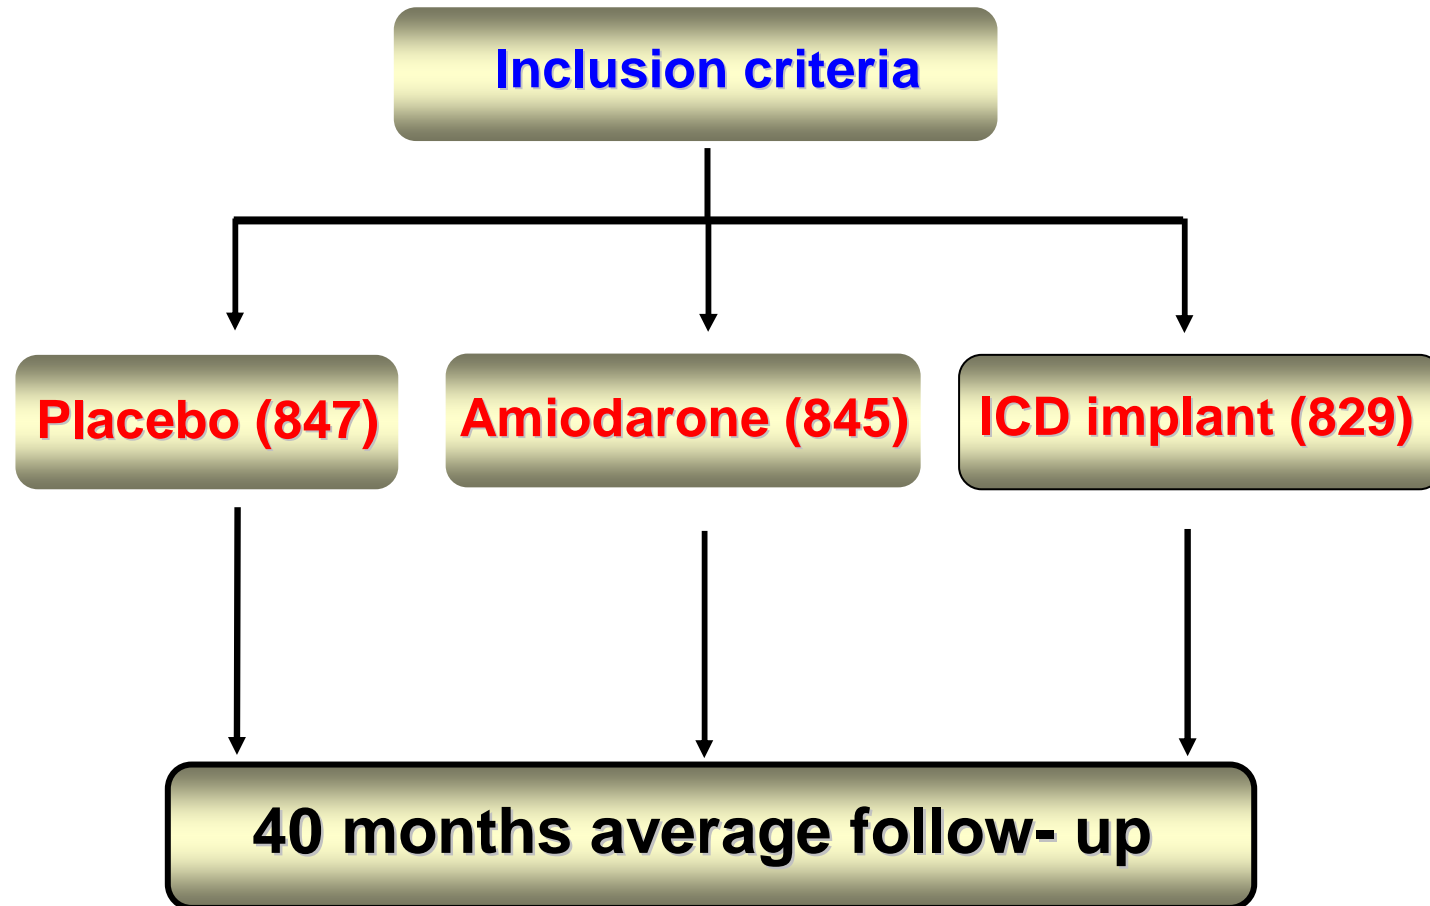 Inclusion criteria
Placebo (847)
Amiodarone (845)
ICD implant (829)
40 months average follow- up